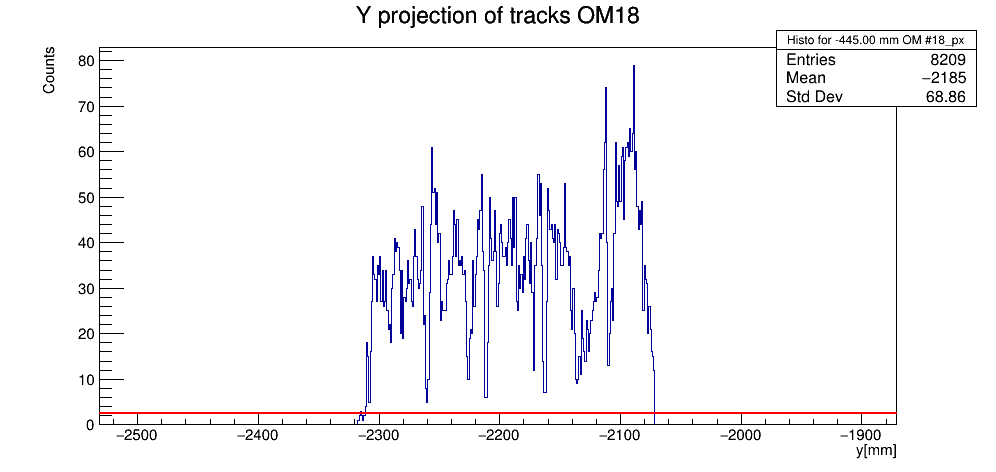 Y projection of tracks OM18
Histo for -445.00 mm OM #18_px
Entries 8209
Mean −2185
Std Dev 68.86
Counts
80
70
60
50
40
30
20
10
0
−2500 −2400 −2300 −2200 −2100 −2000 −1900
y[mm]